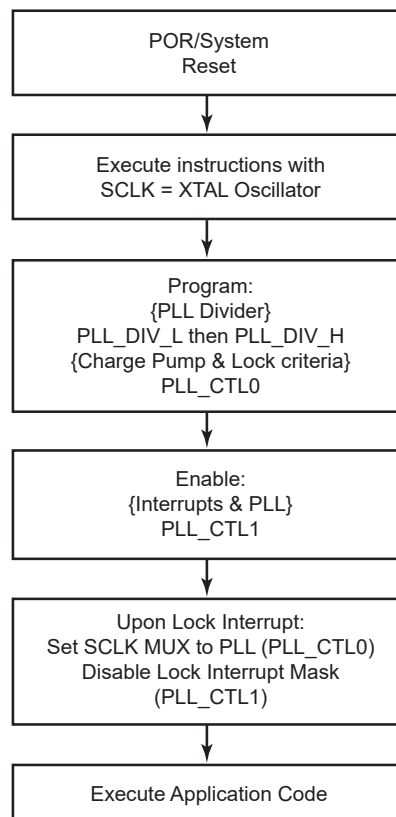 POR/System
Reset
Execute instructions with
SCLK = XTAL Oscillator
Program:
{PLL Divider}
PLL_DIV_L then PLL_DIV_H
{Charge Pump & Lock criteria}
PLL_CTL0
Enable:
{Interrupts & PLL}
PLL_CTL1
Upon Lock Interrupt:
Set SCLK MUX to PLL (PLL_CTL0)
Disable Lock Interrupt Mask
(PLL_CTL1)
Execute Application Code